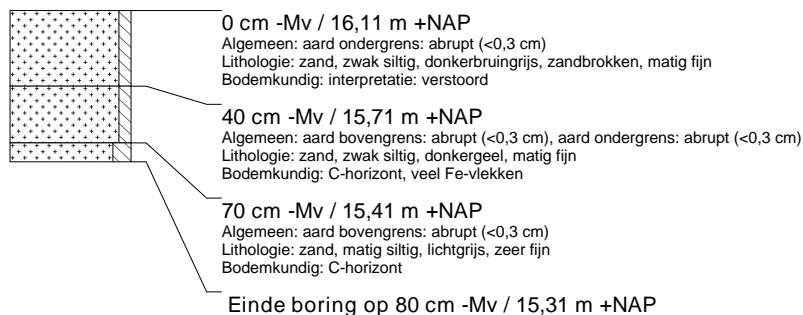 0 cm -Mv / 16,11 m +NAP
Algemeen: aard ondergrens: abrupt (<0,3 cm)
Lithologie: zand, zwak siltig, donkerbruingrijs, zandbrokken, matig fijn
Bodemkundig: interpretatie: verstoord
40 cm -Mv / 15,71 m +NAP
Algemeen: aard bovengrens: abrupt (<0,3 cm), aard ondergrens: abrupt (<0,3 cm)
Lithologie: zand, zwak siltig, donkergeel, matig fijn
Bodemkundig: C-horizont, veel Fe-vlekken
70 cm -Mv / 15,41 m +NAP
Algemeen: aard bovengrens: abrupt (<0,3 cm)
Lithologie: zand, matig siltig, lichtgrijs, zeer fijn
Bodemkundig: C-horizont
Einde boring op 80 cm -Mv / 15,31 m +NAP